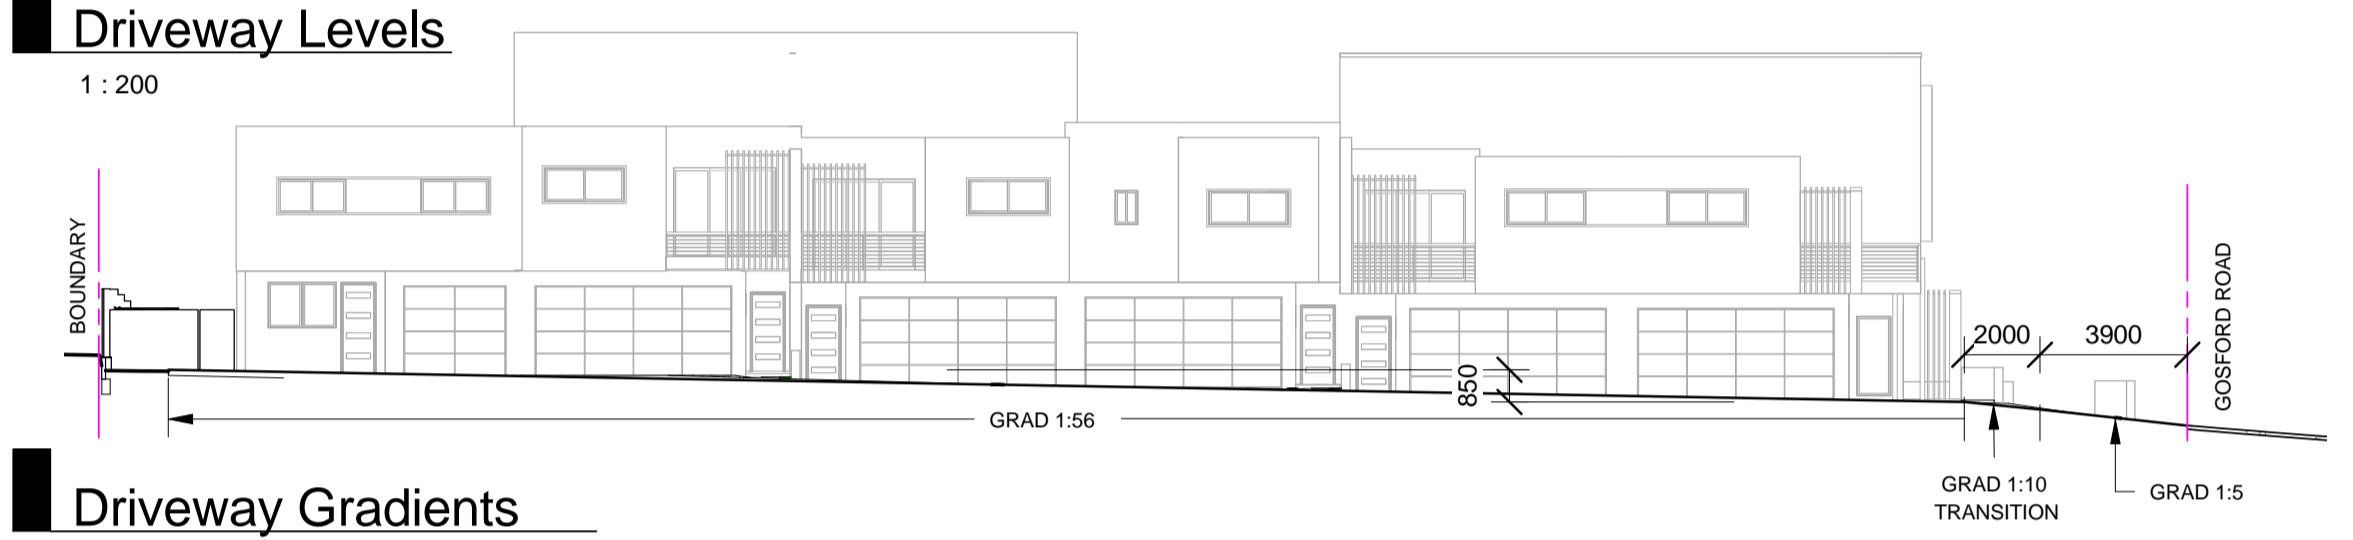 Driveway Levels
1 : 200
BOUNDARY
850
2000
3900
GOSFORD ROAD
GRAD 1:56
GRAD 1:10
TRANSITION
GRAD 1:5
Driveway Gradients